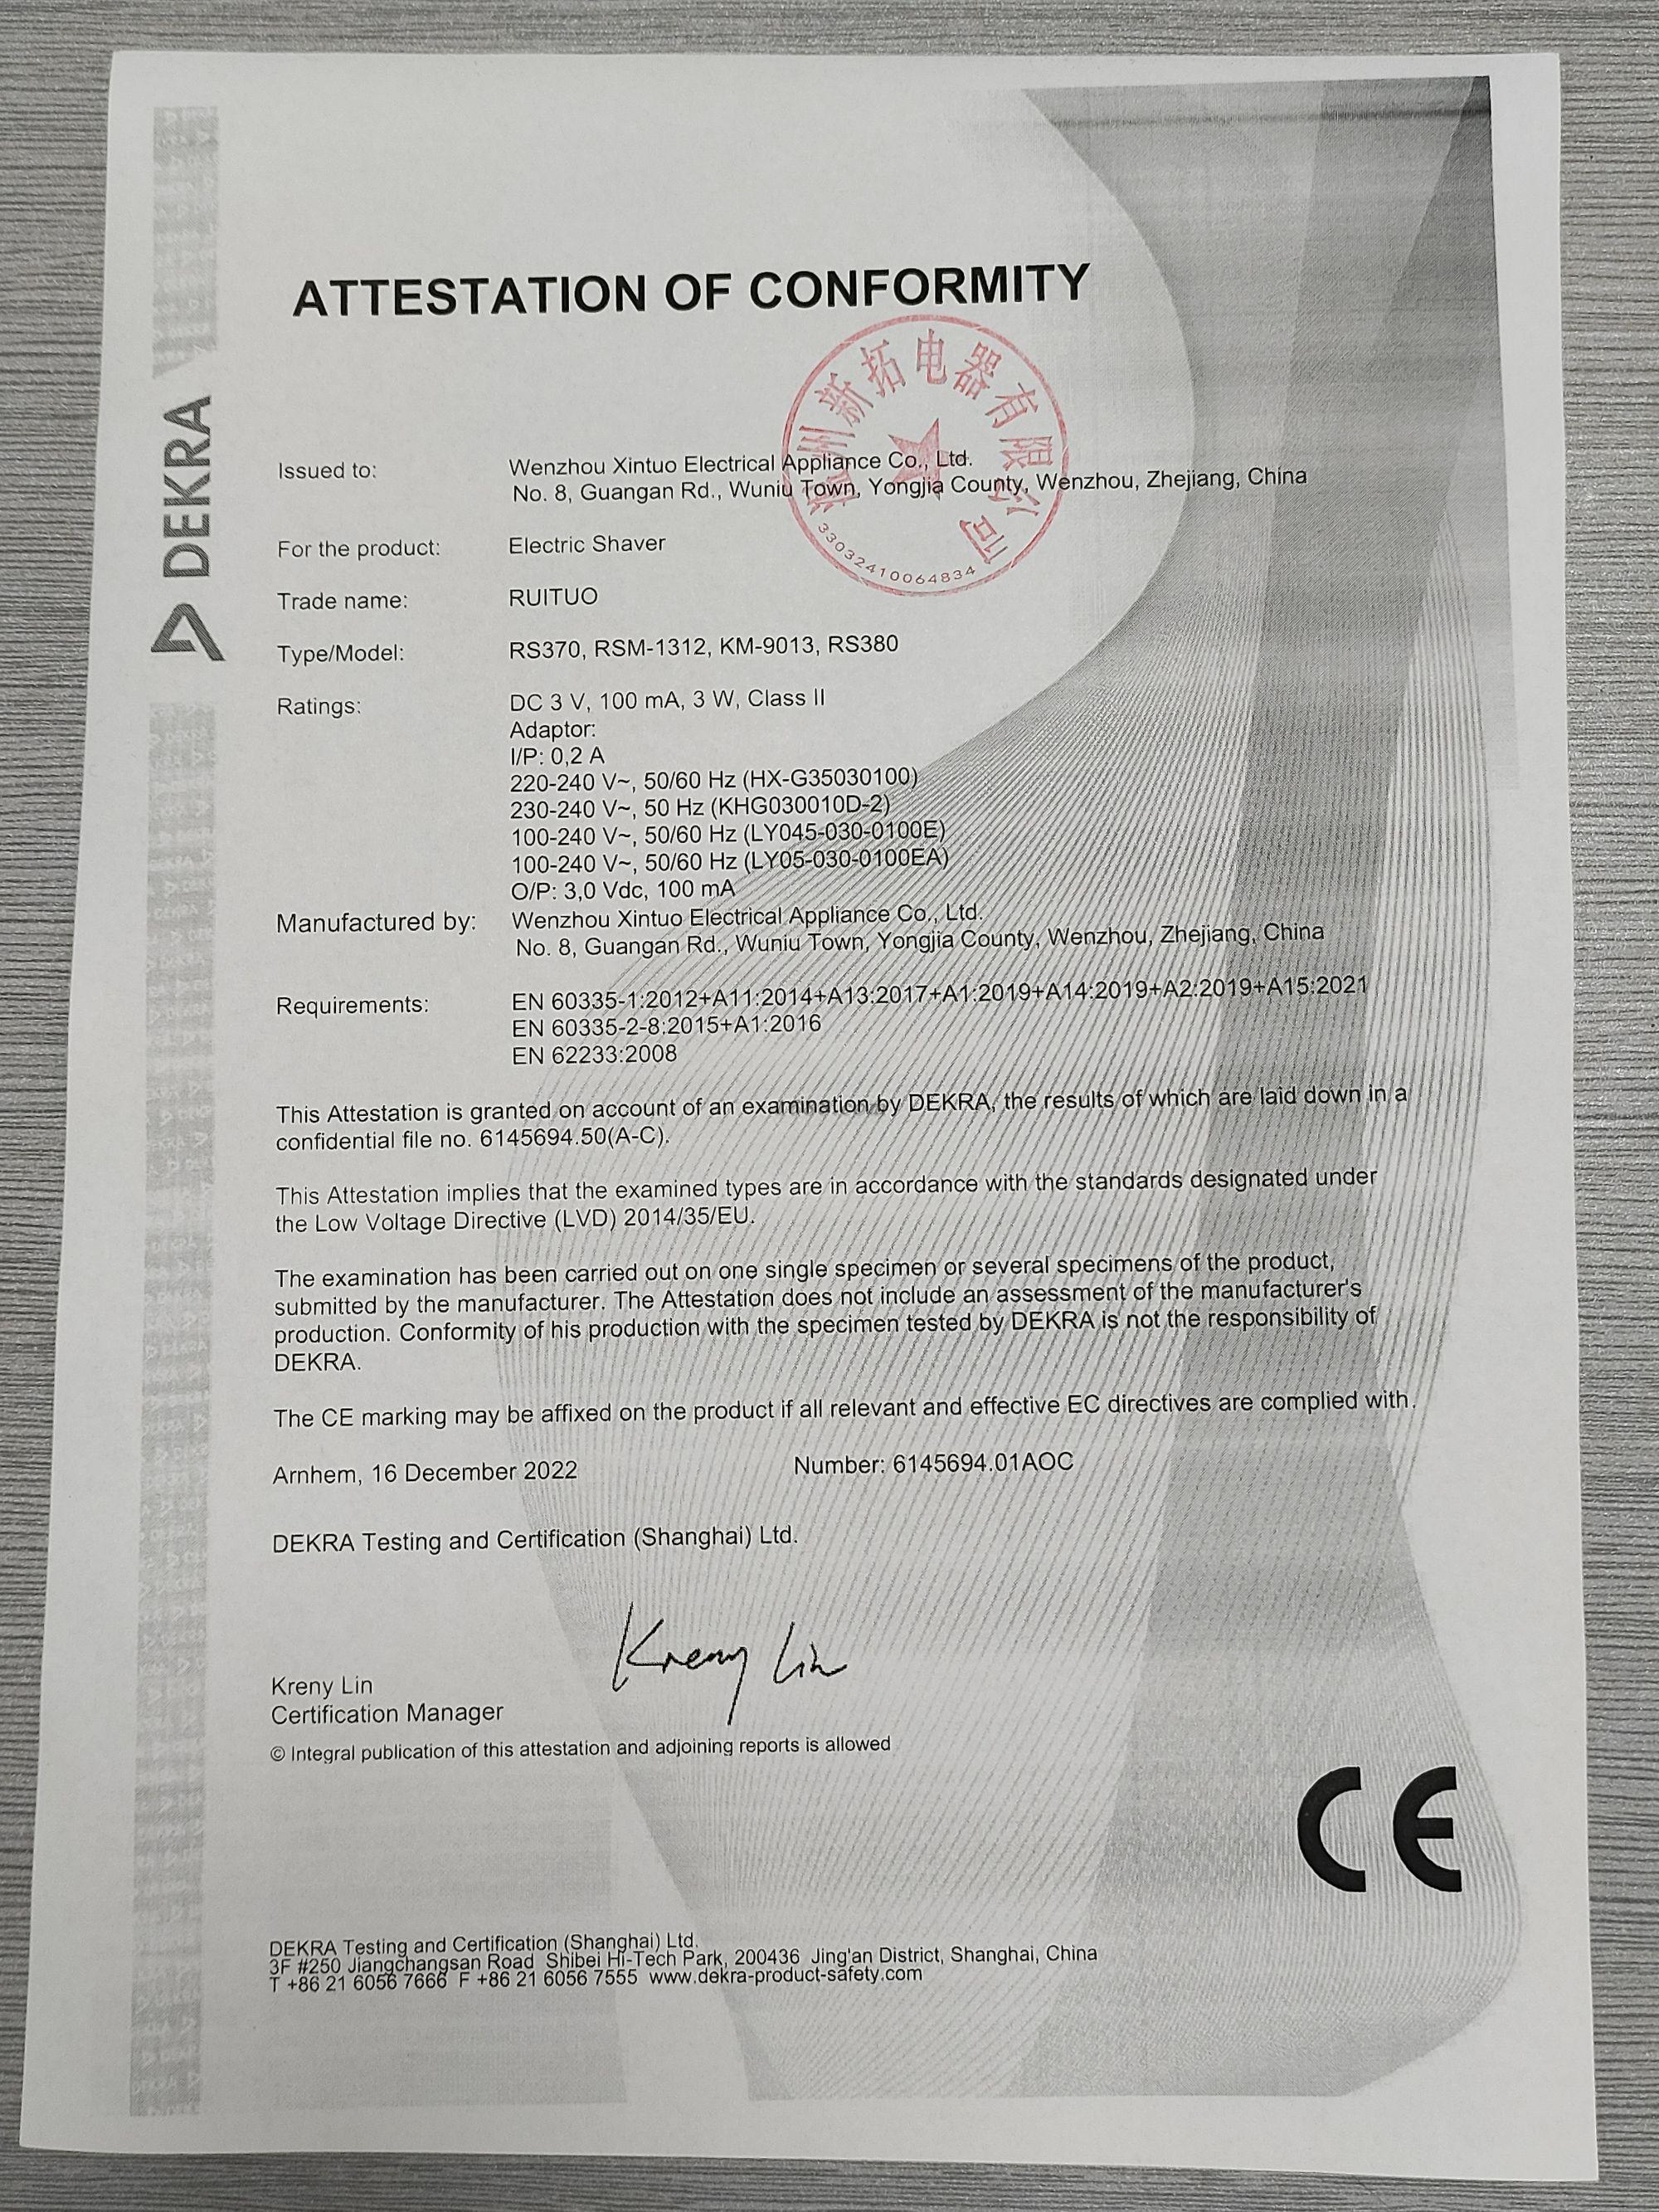 DEKRA
ATTESTATION OF CONFORMITY
温州新拓电器有限公司
33032410064834
Issued to: Wenzhou Xintuo Electrical Appliance Co., Ltd.
No. 8, Guangan Rd., Wuniu Town, Yongjia County, Wenzhou, Zhejiang, China
For the product: Electric Shaver
Trade name: RUITUO
Type/Model: RS370, RSM-1312, KM-9013, RS380
Ratings: DC 3 V, 100 mA, 3 W, Class II
Adaptor:
I/P: 0,2 A
220-240 V~, 50/60 Hz (HX-G35030100)
230-240 V~, 50 Hz (KHG030010D-2)
100-240 V~, 50/60 Hz (LY045-030-0100E)
100-240 V~, 50/60 Hz (LY05-030-0100EA)
O/P: 3,0 Vdc, 100 mA
Manufactured by: Wenzhou Xintuo Electrical Appliance Co., Ltd.
No. 8, Guangan Rd., Wuniu Town, Yongjia County, Wenzhou, Zhejiang, China
Requirements: EN 60335-1:2012+A11:2014+A13:2017+A1:2019+A14:2019+A2:2019+A15:2021
EN 60335-2-8:2015+A1:2016
EN 62233:2008
This Attestation is granted on account of an examination by DEKRA, the results of which are laid down in a
confidential file no. 6145694.50(A-C).
This Attestation implies that the examined types are in accordance with the standards designated under
the Low Voltage Directive (LVD) 2014/35/EU.
The examination has been carried out on one single specimen or several specimens of the product,
submitted by the manufacturer. The Attestation does not include an assessment of the manufacturer's
production. Conformity of his production with the specimen tested by DEKRA is not the responsibility of
DEKRA.
The CE marking may be affixed on the product if all relevant and effective EC directives are complied with.
Arnhem, 16 December 2022 Number: 6145694.01AOC
DEKRA Testing and Certification (Shanghai) Ltd.
Kreny Lin
Kreny Lin
Certification Manager
© Integral publication of this attestation and adjoining reports is allowed
CE
DEKRA Testing and Certification (Shanghai) Ltd.
3F #250 Jiangchangsan Road Shibei Hi-Tech Park, 200436 Jing'an District, Shanghai, China
T +86 21 6056 7666 F +86 21 6056 7555 www.dekra-product-safety.com